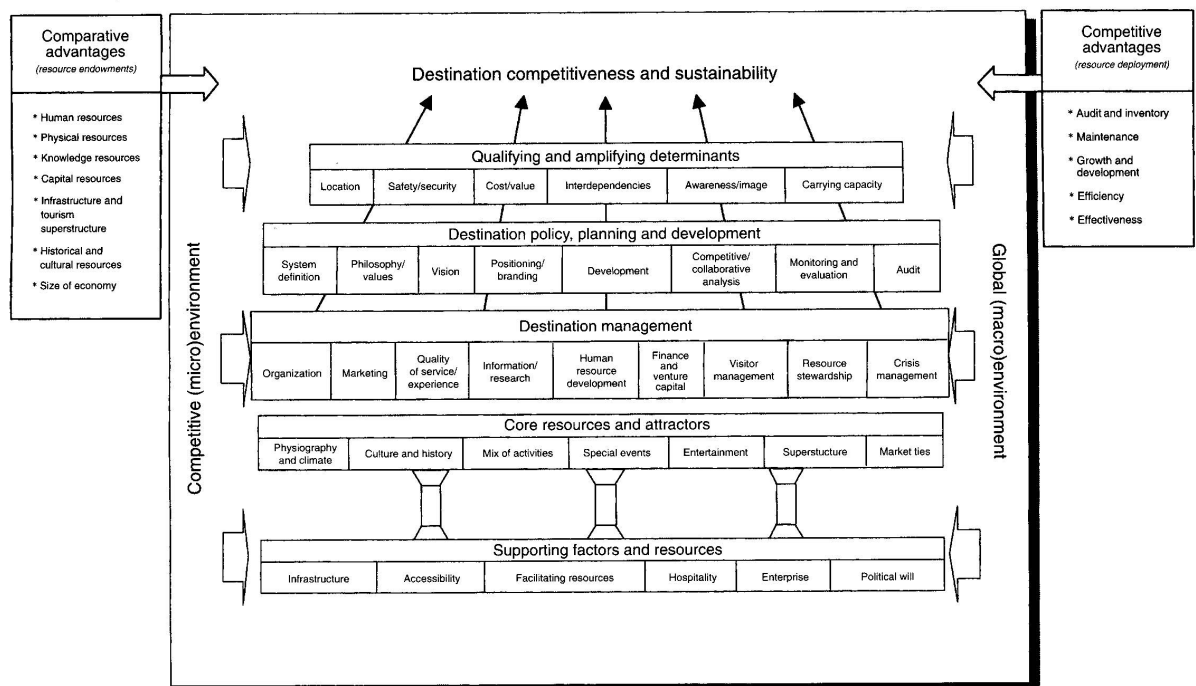 Comparative
advantages
(resource endowments)
* Human resources
* Physical resources
* Knowledge resources
* Capital resources
* Infrastructure and
tourism
superstructure
* Historical and
cultural resources
* Size of economy
Competitive (micro)environment
Destination competitiveness and sustainability
Qualifying and amplifying determinants
Location
Safety/security
Cost/value
Interdependencies
Awareness/image
Carrying capacity
Destination policy, planning and development
System
definition
Philosophy/
values
Vision
Positioning/
branding
Development
Competitive/
collaborative
analysis
Monitoring and
evaluation
Audit
Destination management
Organization
Marketing
Quality
of service/
experience
Information/
research
Human
resource
development
Finance
and
venture
capital
Visitor
management
Resource
stewardship
Crisis
management
Core resources and attractors
Physiography
and climate
Culture and history
Mix of activities
Special events
Entertainment
Superstucture
Market ties
Supporting factors and resources
Infrastructure
Accessibility
Facilitating resources
Hospitality
Enterprise
Political will
Global (macro)environment
Competitive
advantages
(resource deployment)
* Audit and inventory
* Maintenance
* Growth and
development
* Efficiency
* Effectiveness